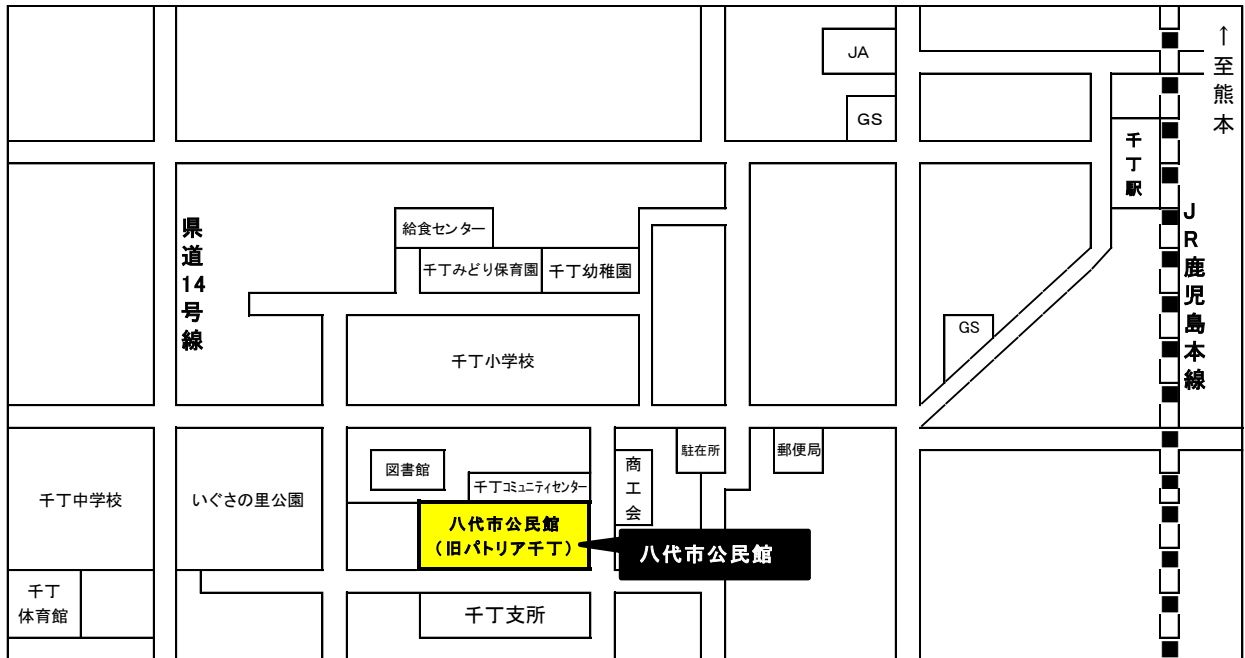 JA
GS
↑至熊本
千丁駅
県道14号線
給食センター
千丁みどり保育園
千丁幼稚園
JR鹿児島本線
GS
千丁小学校
図書館
駐在所
郵便局
商工会
千丁中学校
いぐさの里公園
千丁コミュニティセンター
八代市公民館
(旧パトリア千丁)
八代市公民館
千丁
体育館
千丁支所